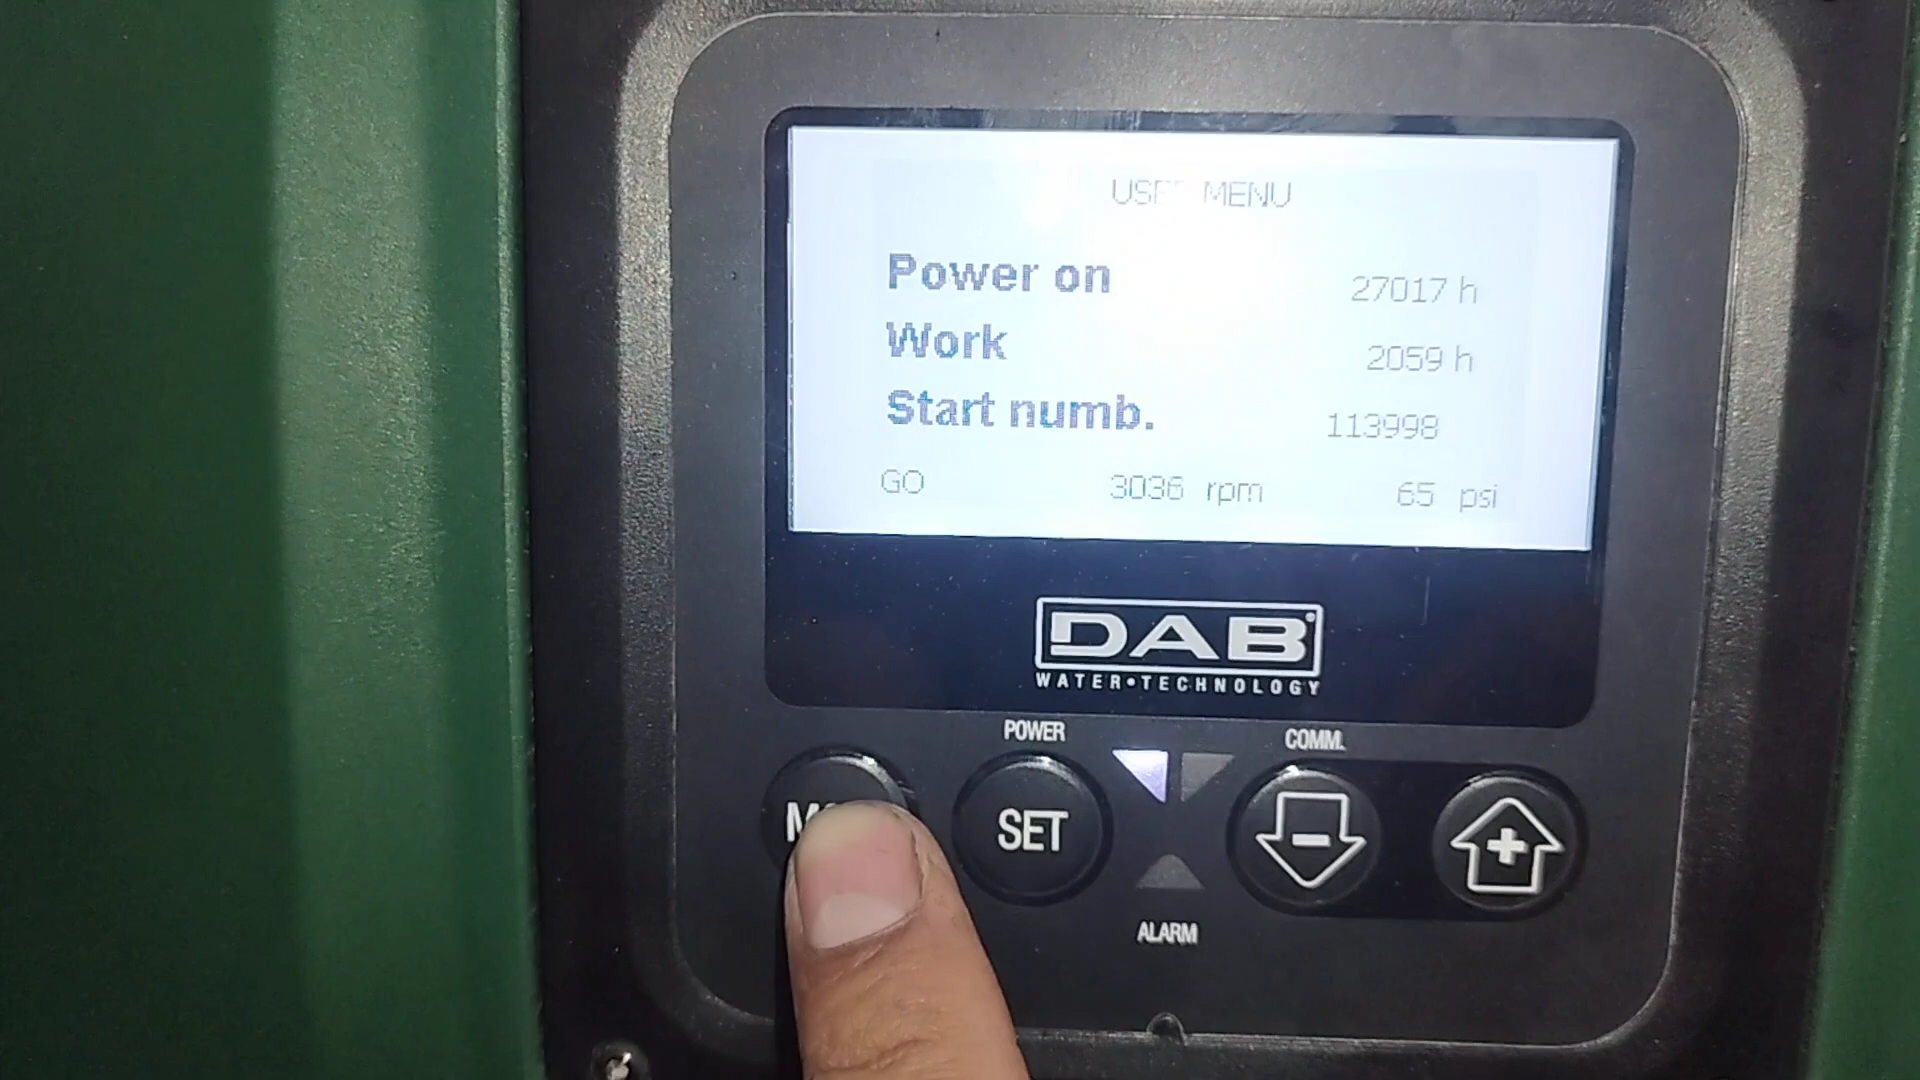 USER MENU
Power on 27017 h
Work 2059 h
Start numb. 113998
GO 3036 rpm 65 psi
DAB
WATER•TECHNOLOGY
POWER COMM.
SET
ALARM